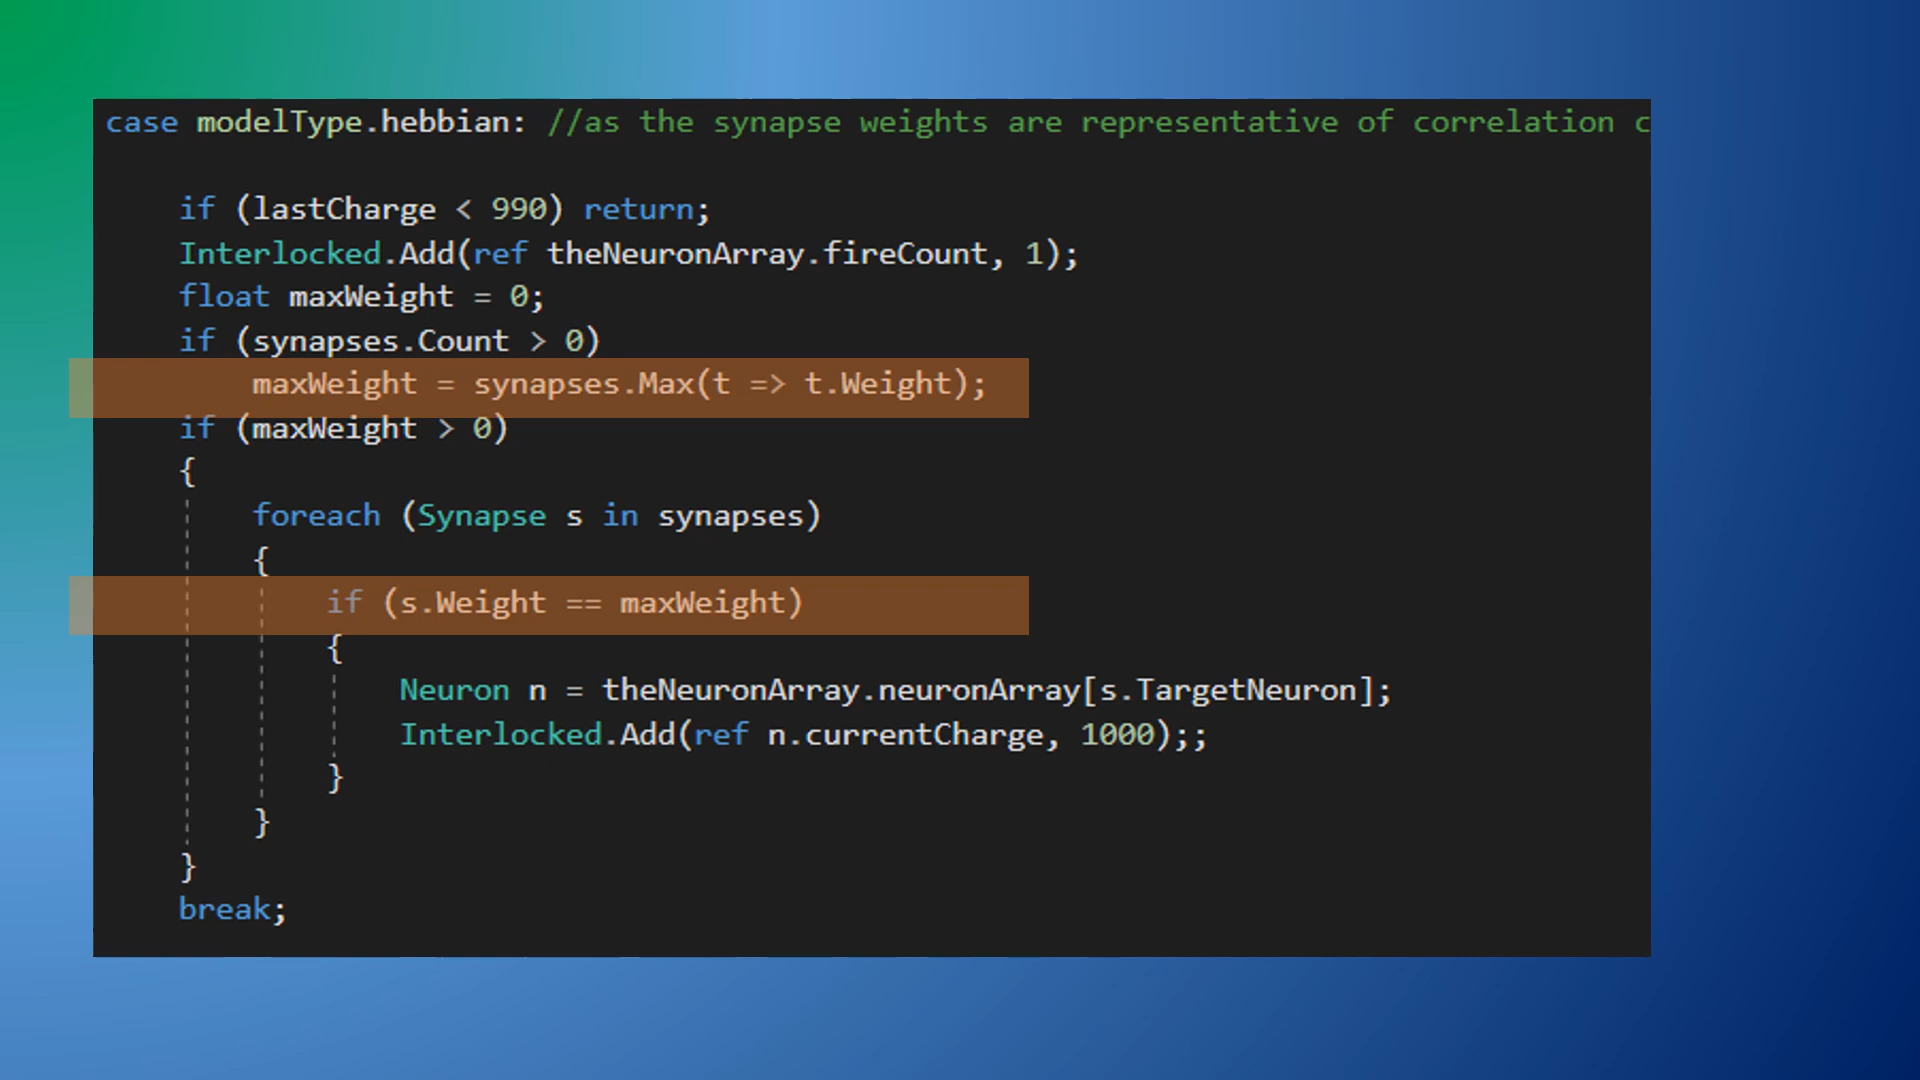 case modelType.hebbian: //as the synapse weights are representative of correlation c
if (lastCharge < 990) return;
Interlocked.Add(ref theNeuronArray.fireCount, 1);
float maxWeight = 0;
if (synapses.Count > 0)
maxWeight = synapses.Max(t => t.Weight);
if (maxWeight > 0)
{
foreach (Synapse s in synapses)
{
if (s.Weight == maxWeight)
{
Neuron n = theNeuronArray.neuronArray[s.TargetNeuron];
Interlocked.Add(ref n.currentCharge, 1000);;
}
}
}
break;